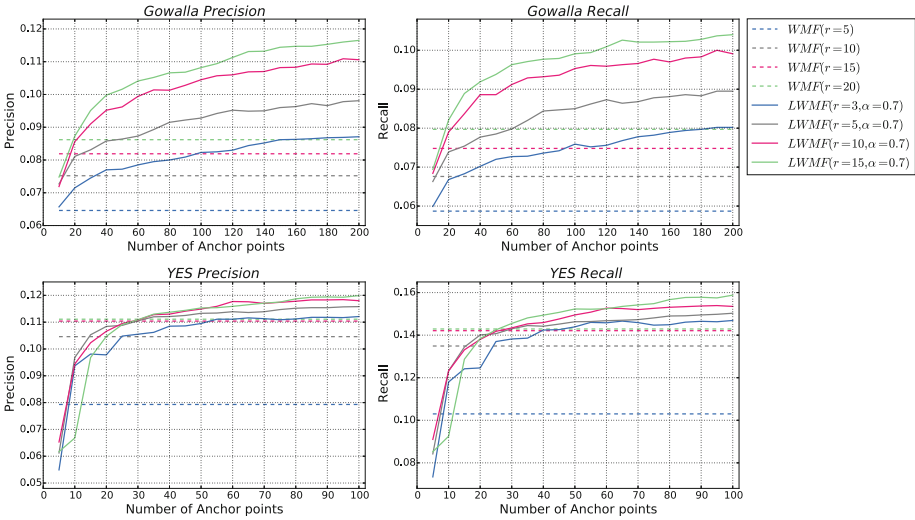 Gowalla Precision
0.12
0.11
0.10
0.09
0.08
0.07
0.06
Precision
0 20 40 60 80 100 120 140 160 180 200
Number of Anchor points
Gowalla Recall
0.10
0.09
0.08
0.07
0.06
Recall
0 20 40 60 80 100 120 140 160 180 200
Number of Anchor points
WMF(r=5)
WMF(r=10)
WMF(r=15)
WMF(r=20)
LWMF(r=3,α=0.7)
LWMF(r=5,α=0.7)
LWMF(r=10,α=0.7)
LWMF(r=15,α=0.7)
YES Precision
0.12
0.11
0.10
0.09
0.08
0.07
0.06
0.05
Precision
0 10 20 30 40 50 60 70 80 90 100
Number of Anchor points
YES Recall
0.16
0.14
0.12
0.10
0.08
Recall
0 10 20 30 40 50 60 70 80 90 100
Number of Anchor points